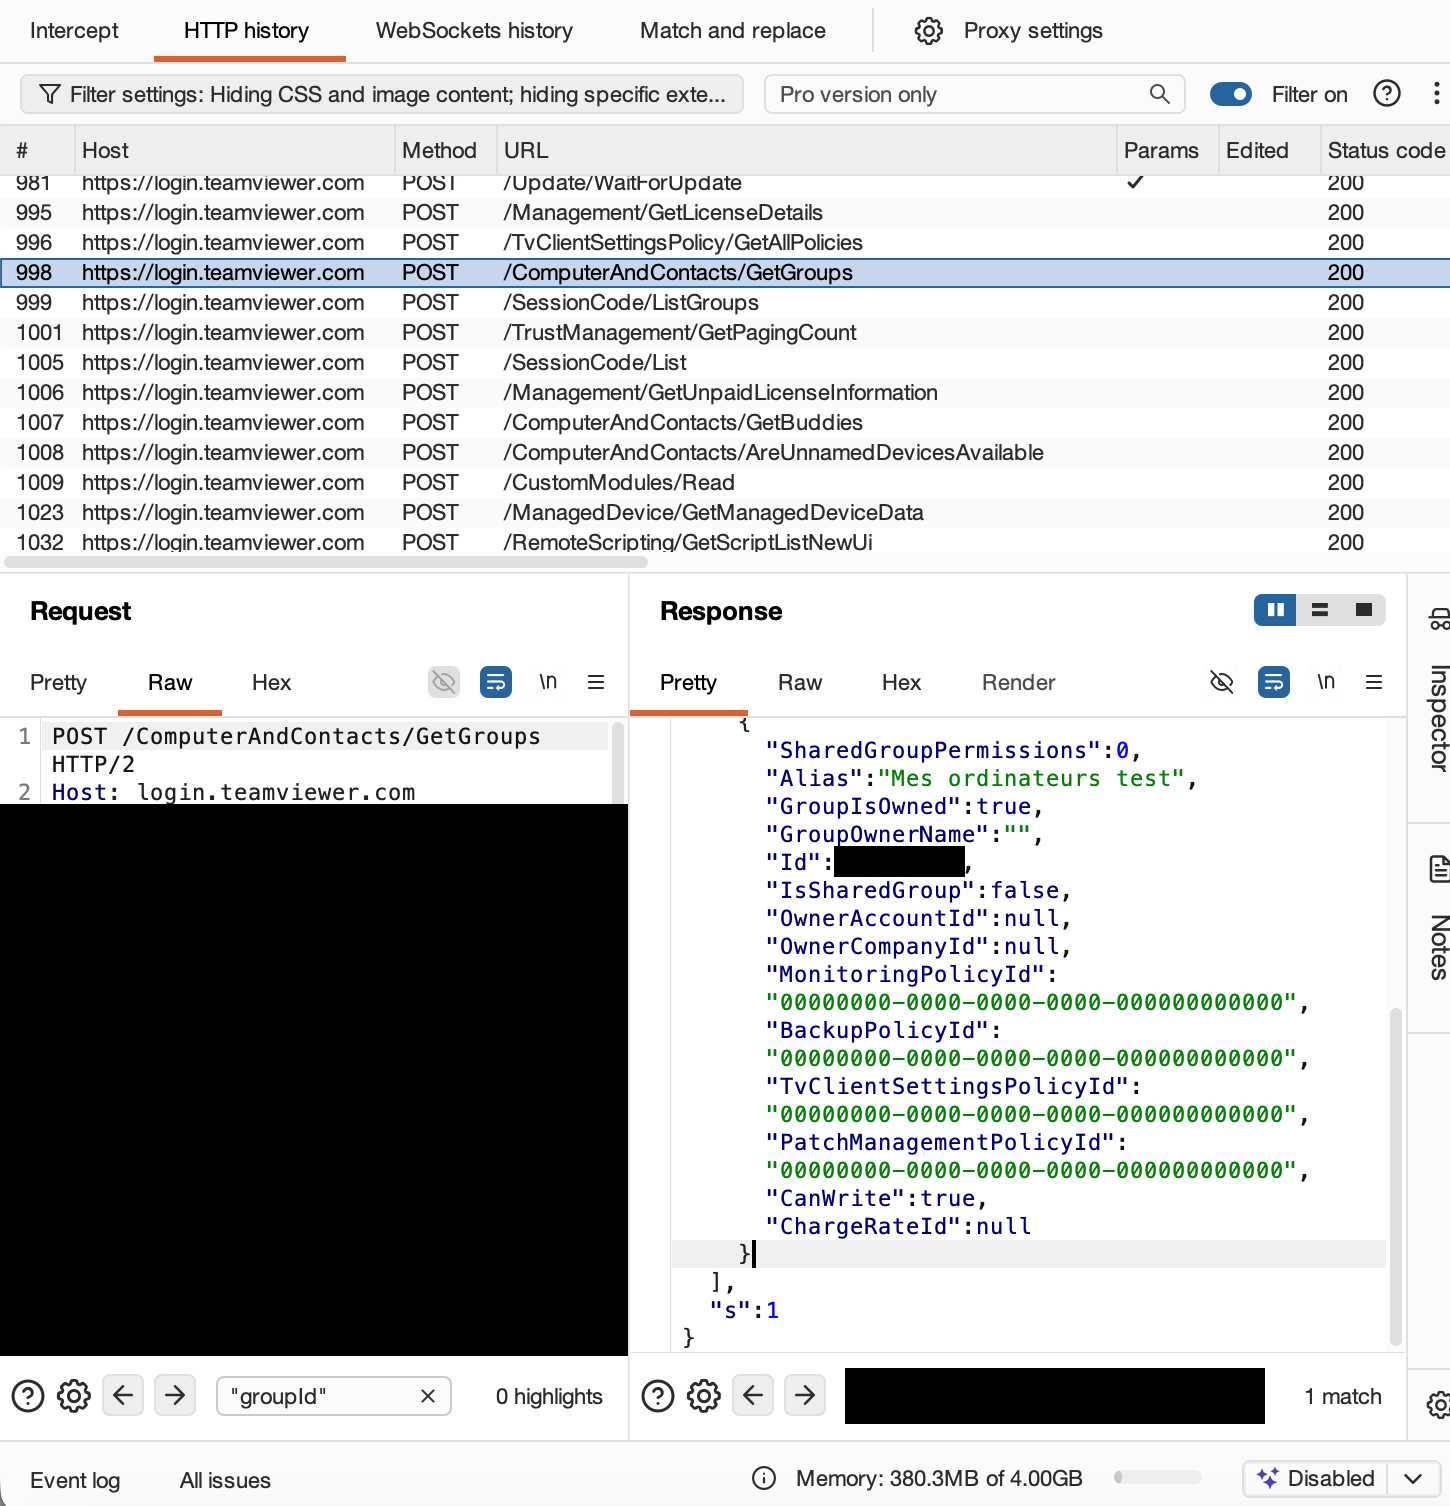 Intercept HTTP history WebSockets history Match and replace Proxy settings
Filter settings: Hiding CSS and image content; hiding specific exte... Pro version only Filter on
# Host Method URL Params Edited Status code
981 https://login.teamviewer.com POST /Update/WaitForUpdate ✓ 200
995 https://login.teamviewer.com POST /Management/GetLicenseDetails 200
996 https://login.teamviewer.com POST /TvClientSettingsPolicy/GetAllPolicies 200
998 https://login.teamviewer.com POST /ComputerAndContacts/GetGroups 200
999 https://login.teamviewer.com POST /SessionCode/ListGroups 200
1001 https://login.teamviewer.com POST /TrustManagement/GetPagingCount 200
1005 https://login.teamviewer.com POST /SessionCode/List 200
1006 https://login.teamviewer.com POST /Management/GetUnpaidLicenseInformation 200
1007 https://login.teamviewer.com POST /ComputerAndContacts/GetBuddies 200
1008 https://login.teamviewer.com POST /ComputerAndContacts/AreUnnamedDevicesAvailable 200
1009 https://login.teamviewer.com POST /CustomModules/Read 200
1023 https://login.teamviewer.com POST /ManagedDevice/GetManagedDeviceData 200
1032 https://login.teamviewer.com POST /RemoteScripting/GetScriptListNewUi 200
Request
Pretty Raw Hex \n
1 POST /ComputerAndContacts/GetGroups
HTTP/2
2 Host: login.teamviewer.com
"groupId" 0 highlights
Response
Pretty Raw Hex Render \n
{
"SharedGroupPermissions":0,
"Alias":"Mes ordinateurs test",
"GroupIsOwned":true,
"GroupOwnerName":"",
"Id": ,
"IsSharedGroup":false,
"OwnerAccountId":null,
"OwnerCompanyId":null,
"MonitoringPolicyId":
"00000000-0000-0000-0000-000000000000",
"BackupPolicyId":
"00000000-0000-0000-0000-000000000000",
"TvClientSettingsPolicyId":
"00000000-0000-0000-0000-000000000000",
"PatchManagementPolicyId":
"00000000-0000-0000-0000-000000000000",
"CanWrite":true,
"ChargeRateId":null
}
],
"s":1
}
1 match
Inspector
Notes
Event log All issues Memory: 380.3MB of 4.00GB Disabled